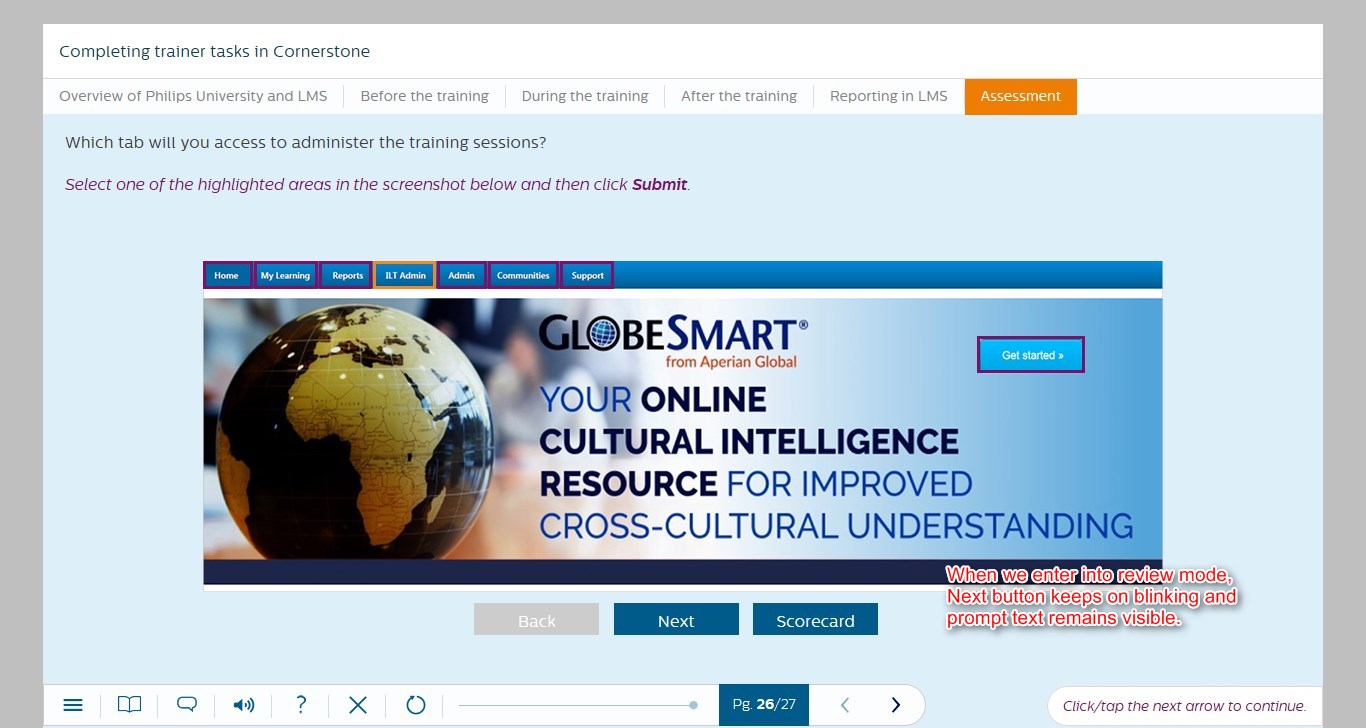 Completing trainer tasks in Cornerstone
Overview of Philips University and LMS
Before the training
During the training
After the training
Reporting in LMS
Assessment
Which tab will you access to administer the training sessions?
Select one of the highlighted areas in the screenshot below and then click Submit.
Home
My Learning
Reports
ILT Admin
Admin
Communities
Support
GLOBESMART®
from Aperian Global
Get started »
YOUR ONLINE
CULTURAL INTELLIGENCE
RESOURCE FOR IMPROVED
CROSS-CULTURAL UNDERSTANDING
When we enter into review mode,
Next button keeps on blinking and
prompt text remains visible.
Back
Next
Scorecard
?
Pg. 26/27
Click/tap the next arrow to continue.